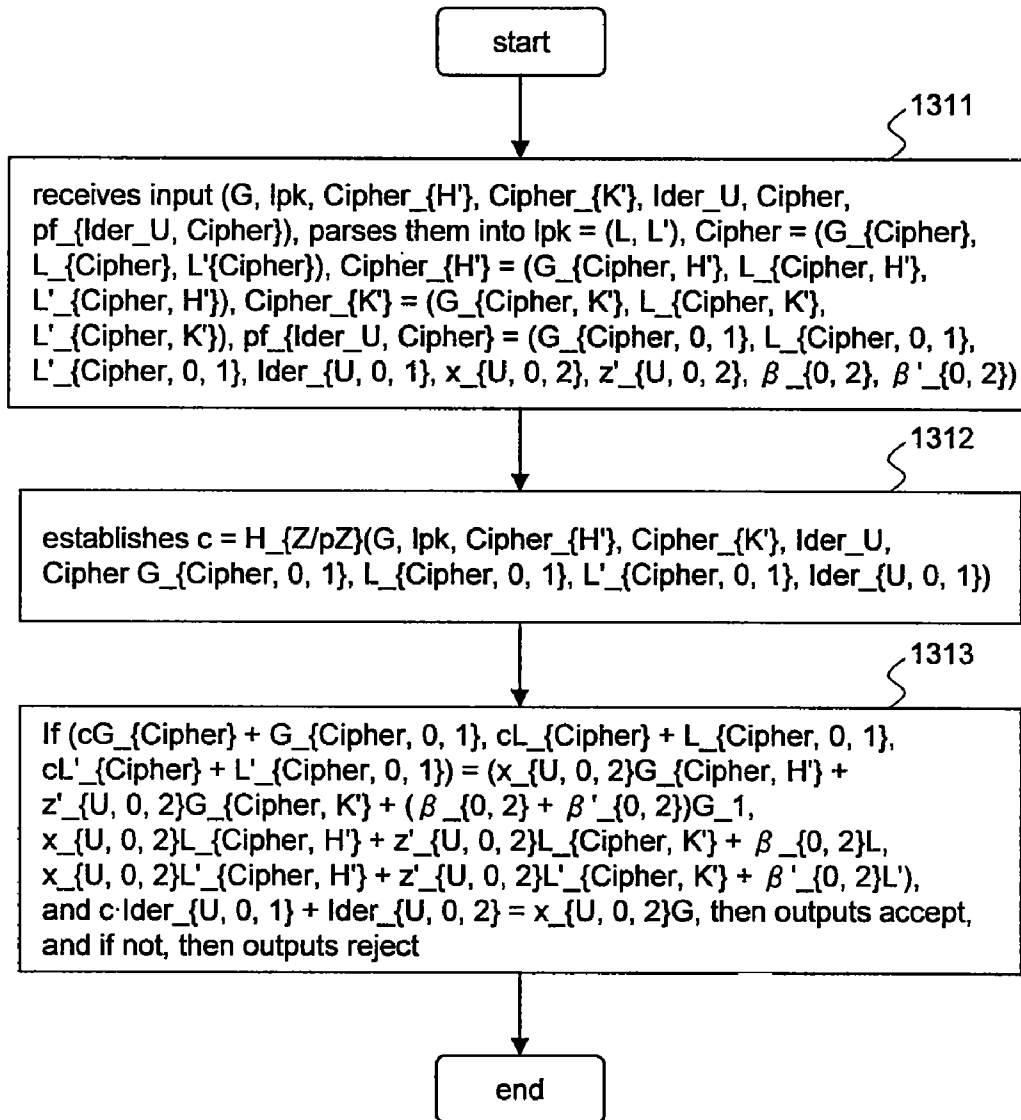 start
1311
receives input (G, lpk, Cipher_{H'}, Cipher_{K'}, Ider_U, Cipher,
pf_{Ider_U, Cipher}), parses them into lpk = (L, L'), Cipher = (G_{Cipher},
L_{Cipher}, L'{Cipher}), Cipher_{H'} = (G_{Cipher, H'}, L_{Cipher, H'},
L'_{Cipher, H'}), Cipher_{K'} = (G_{Cipher, K'}, L_{Cipher, K'},
L'_{Cipher, K'}), pf_{Ider_U, Cipher} = (G_{Cipher, 0, 1}, L_{Cipher, 0, 1},
L'_{Cipher, 0, 1}, Ider_{U, 0, 1}, x_{U, 0, 2}, z'_{U, 0, 2}, β_{0, 2}, β'_{0, 2})
1312
establishes c = H_{Z/pZ}(G, lpk, Cipher_{H'}, Cipher_{K'}, Ider_U,
Cipher G_{Cipher, 0, 1}, L_{Cipher, 0, 1}, L'_{Cipher, 0, 1}, Ider_{U, 0, 1})
1313
If (cG_{Cipher} + G_{Cipher, 0, 1}, cL_{Cipher} + L_{Cipher, 0, 1},
cL'_{Cipher} + L'_{Cipher, 0, 1}) = (x_{U, 0, 2}G_{Cipher, H'} +
z'_{U, 0, 2}G_{Cipher, K'} + (β_{0, 2} + β'_{0, 2})G_1,
x_{U, 0, 2}L_{Cipher, H'} + z'_{U, 0, 2}L_{Cipher, K'} + β_{0, 2}L,
x_{U, 0, 2}L'_{Cipher, H'} + z'_{U, 0, 2}L'_{Cipher, K'} + β'_{0, 2}L'),
and c·Ider_{U, 0, 1} + Ider_{U, 0, 2} = x_{U, 0, 2}G, then outputs accept,
and if not, then outputs reject
end